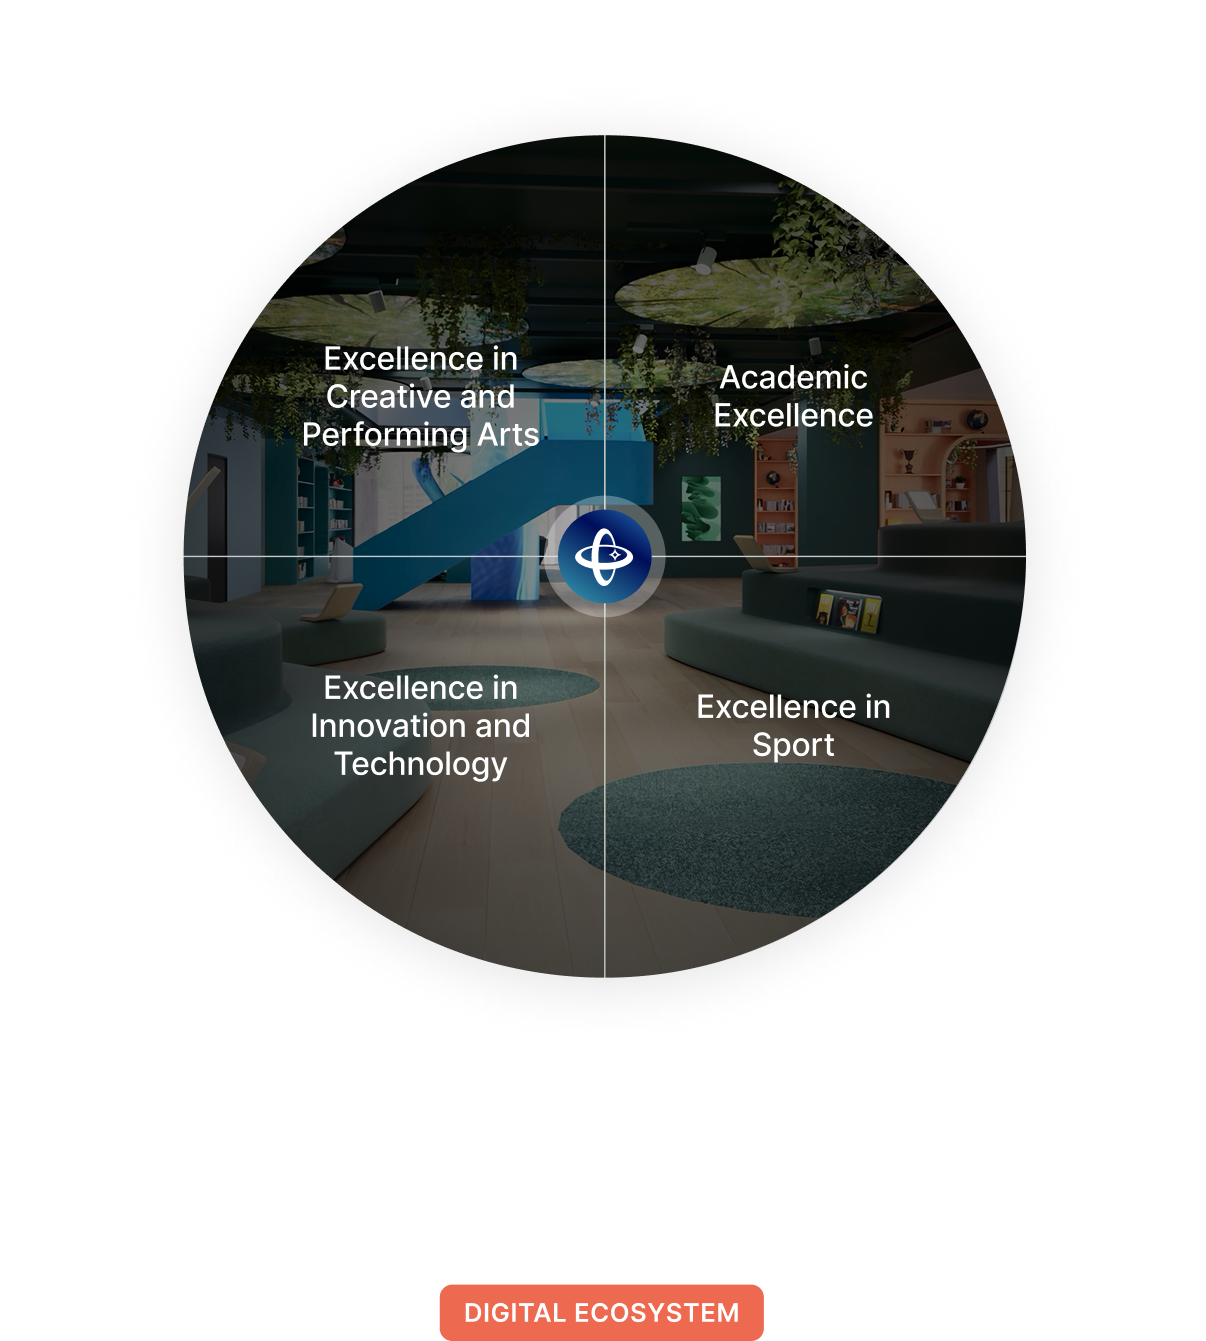 Excellence in
Creative and
Performing Arts
Academic
Excellence
Excellence in
Innovation and
Technology
Excellence in
Sport
DIGITAL ECOSYSTEM